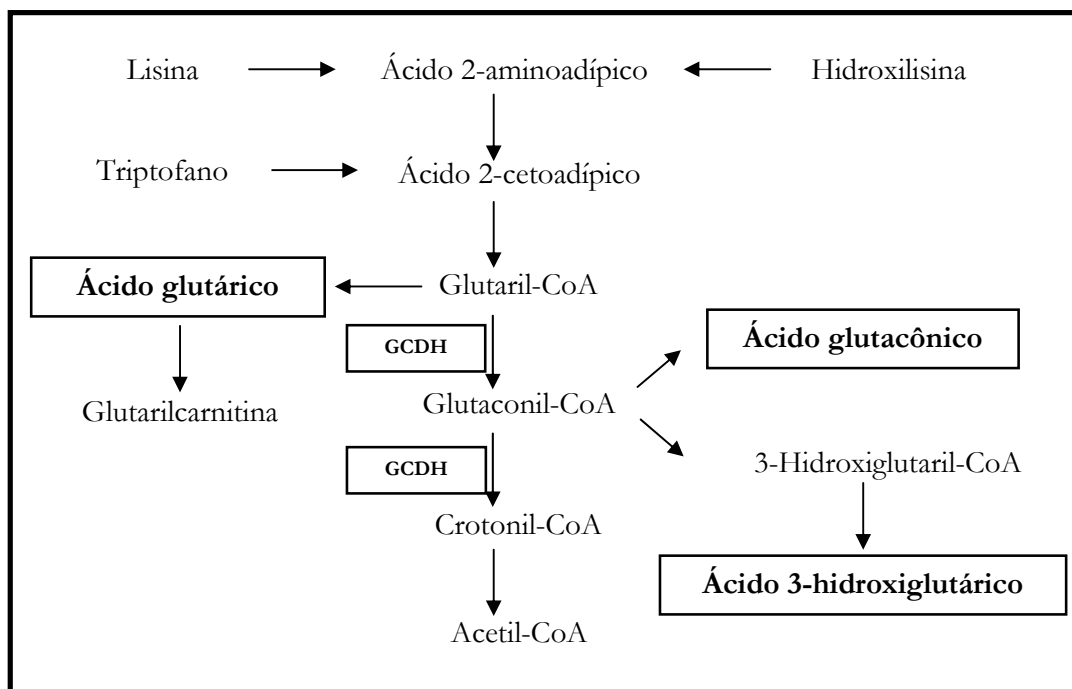 Lisina
Ácido 2-aminoadípico
Hidroxilisina
Triptofano
Ácido 2-cetoadípico
Ácido glutárico
Glutaril-CoA
GCDH
Ácido glutacônico
Glutarilcarnitina
Glutaconil-CoA
GCDH
3-Hidroxiglutaril-CoA
Crotonil-CoA
Ácido 3-hidroxiglutárico
Acetil-CoA